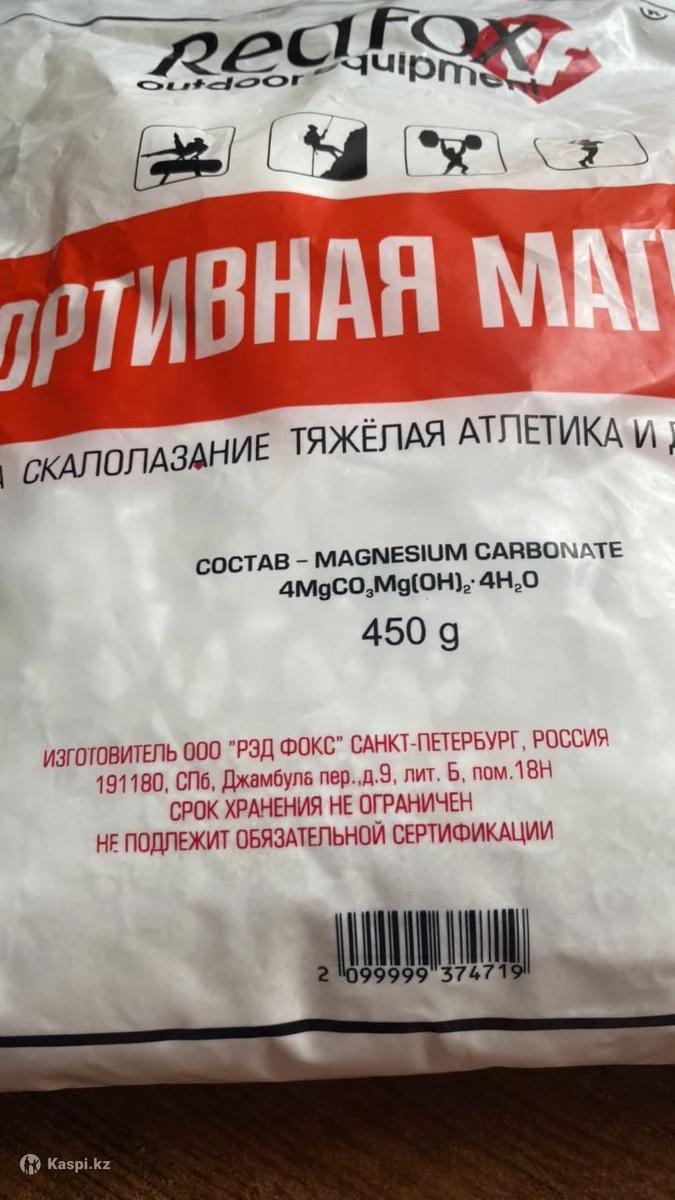 Red Fox
outdoor equipment
ОРТИВНАЯ МАГ
СКАЛОЛАЗАНИЕ ТЯЖЁЛАЯ АТЛЕТИКА И
СОСТАВ – MAGNESIUM CARBONATE
4MgCO₃Mg(OH)₂·4H₂O
450 g
ИЗГОТОВИТЕЛЬ ООО "РЭД ФОКС" САНКТ-ПЕТЕРБУРГ, РОССИЯ
191180, СПб, Джамбула пер.,д.9, лит. Б, пом.18Н
СРОК ХРАНЕНИЯ НЕ ОГРАНИЧЕН
НЕ ПОДЛЕЖИТ ОБЯЗАТЕЛЬНОЙ СЕРТИФИКАЦИИ
2 099999 374719
Kaspi.kz